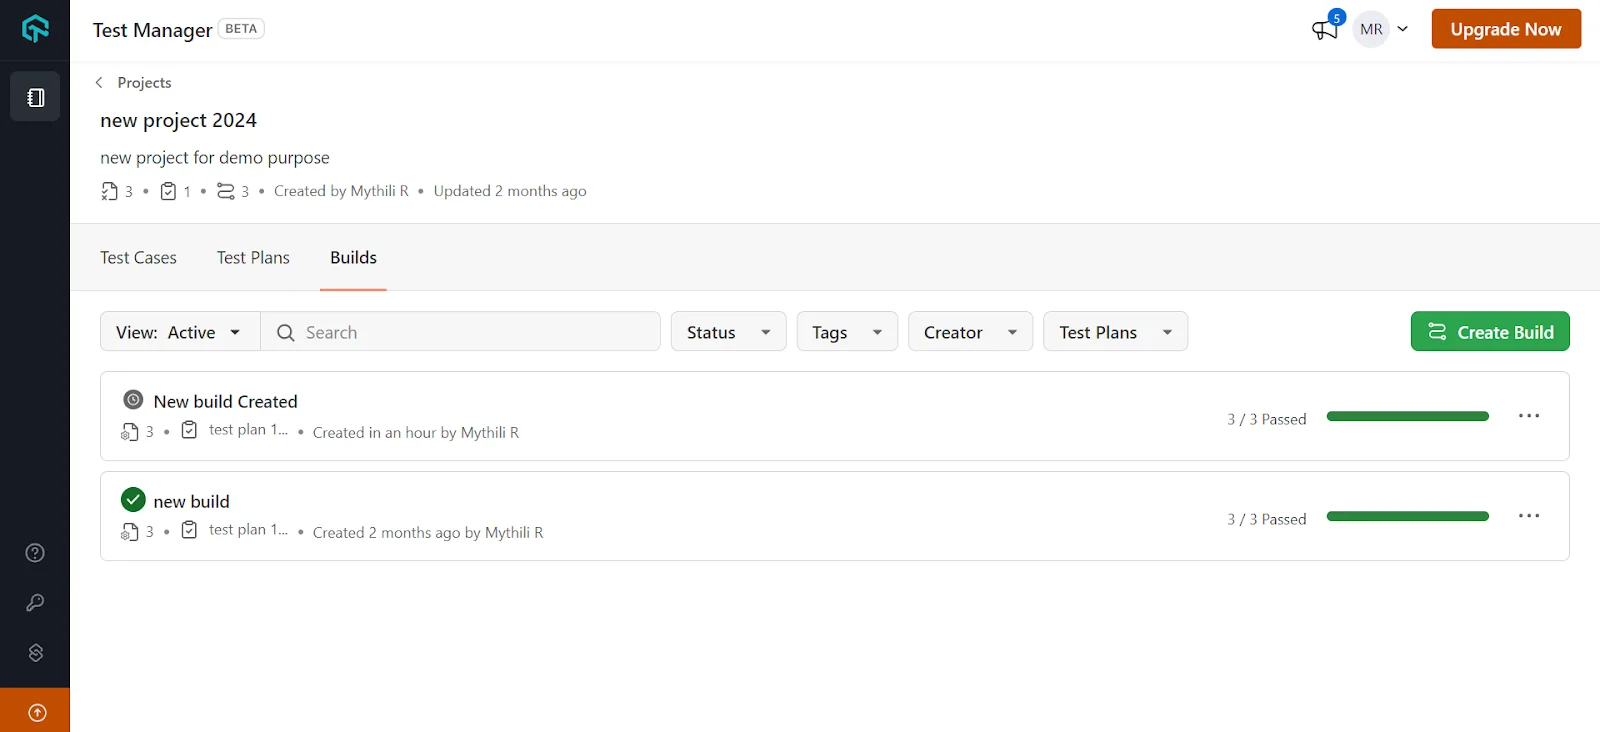 Test Manager BETA
5
MR
Upgrade Now
Projects
new project 2024
new project for demo purpose
3 • 1 • 3 • Created by Mythili R • Updated 2 months ago
Test Cases Test Plans Builds
View: Active Search Status Tags Creator Test Plans Create Build
New build Created
3 • test plan 1... • Created in an hour by Mythili R
3 / 3 Passed
new build
3 • test plan 1... • Created 2 months ago by Mythili R
3 / 3 Passed